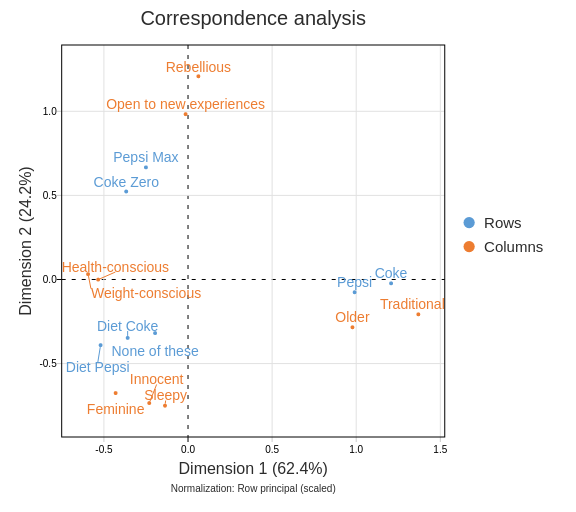 Correspondence analysis
Rebellious
Open to new experiences
Pepsi Max
Coke Zero
Health-conscious
Weight-conscious
Coke
Pepsi
Traditional
Older
Diet Coke
None of these
Diet Pepsi
Innocent
Sleepy
Feminine
1.0
0.5
0.0
-0.5
Dimension 2 (24.2%)
-0.5
0.0
0.5
1.0
1.5
Dimension 1 (62.4%)
Normalization: Row principal (scaled)
Rows
Columns